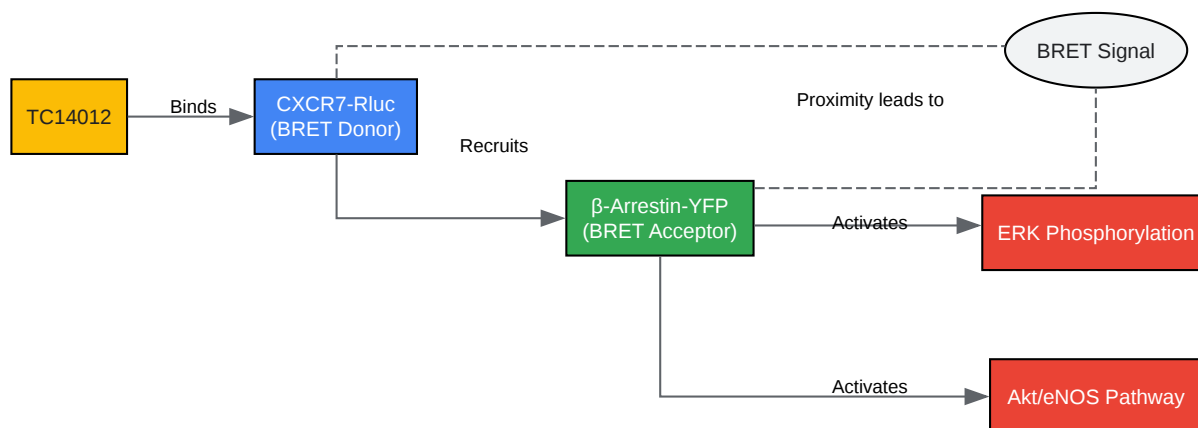 BRET Signal
TC14012
Binds
CXCR7-Rluc
(BRET Donor)
Proximity leads to
Recruits
β-Arrestin-YFP
(BRET Acceptor)
Activates
ERK Phosphorylation
Activates
Akt/eNOS Pathway